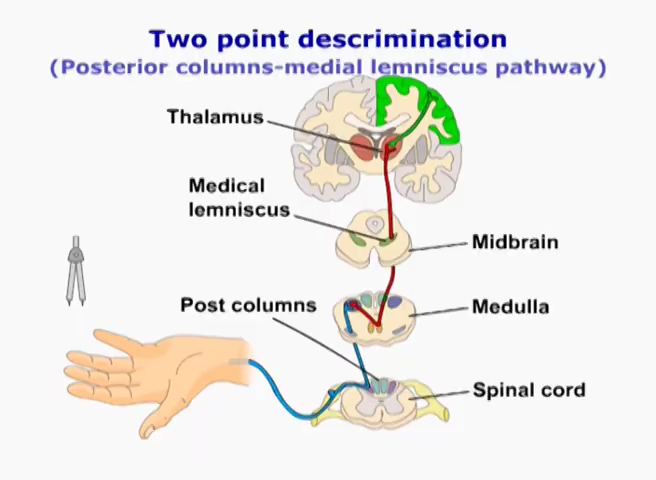 Two point descrimination
(Posterior columns-medial lemniscus pathway)
Thalamus
Medical
lemniscus
Midbrain
Post columns
Medulla
Spinal cord